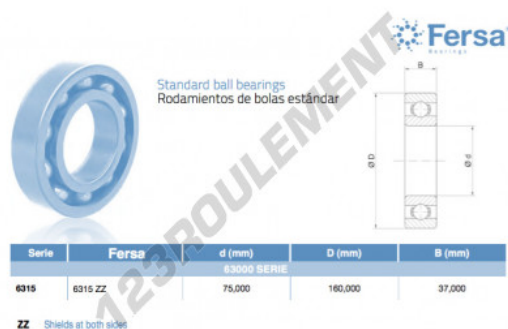 Fersa
Bearings
Standard ball bearings
Rodamientos de bolas estándar
B
Ø D
Ø d
123ROULEMENT
Serie Fersa d (mm) D (mm) B (mm)
63000 SERIE
6315 6315 ZZ 75,000 160,000 37,000
ZZ Shields at both sides